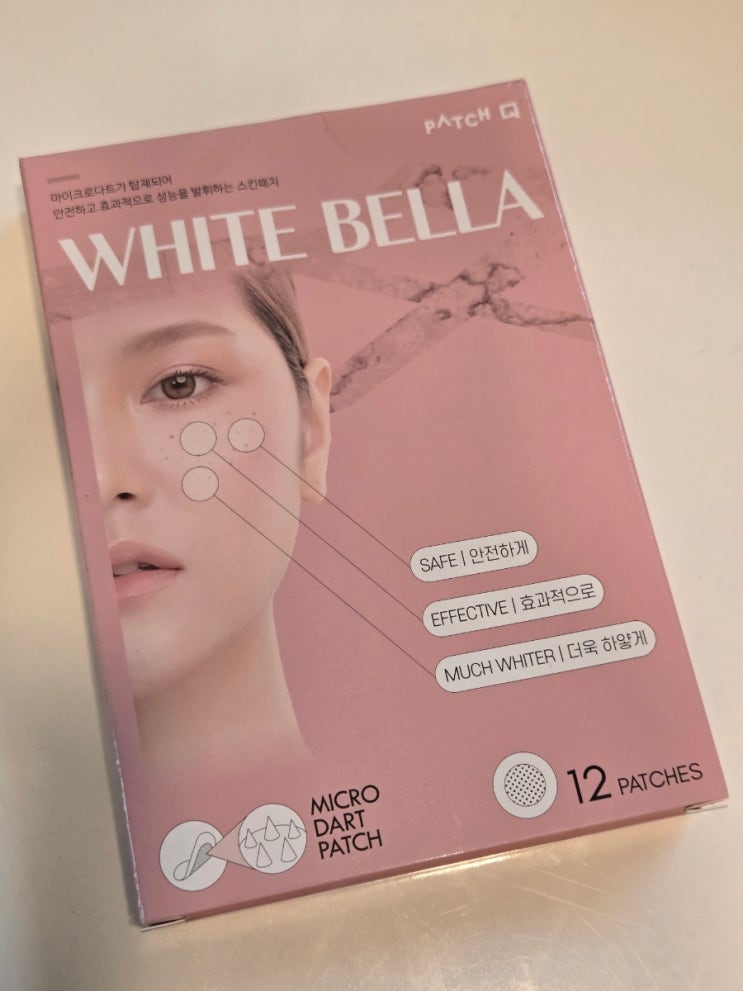 PATCH Q
마이크로다트가 탑재되어
안전하고 효과적으로 성능을 발휘하는 스킨패치
WHITE BELLA
SAFE | 안전하게
EFFECTIVE | 효과적으로
MUCH WHITER | 더욱 하얗게
MICRO
DART
PATCH
12 PATCHES